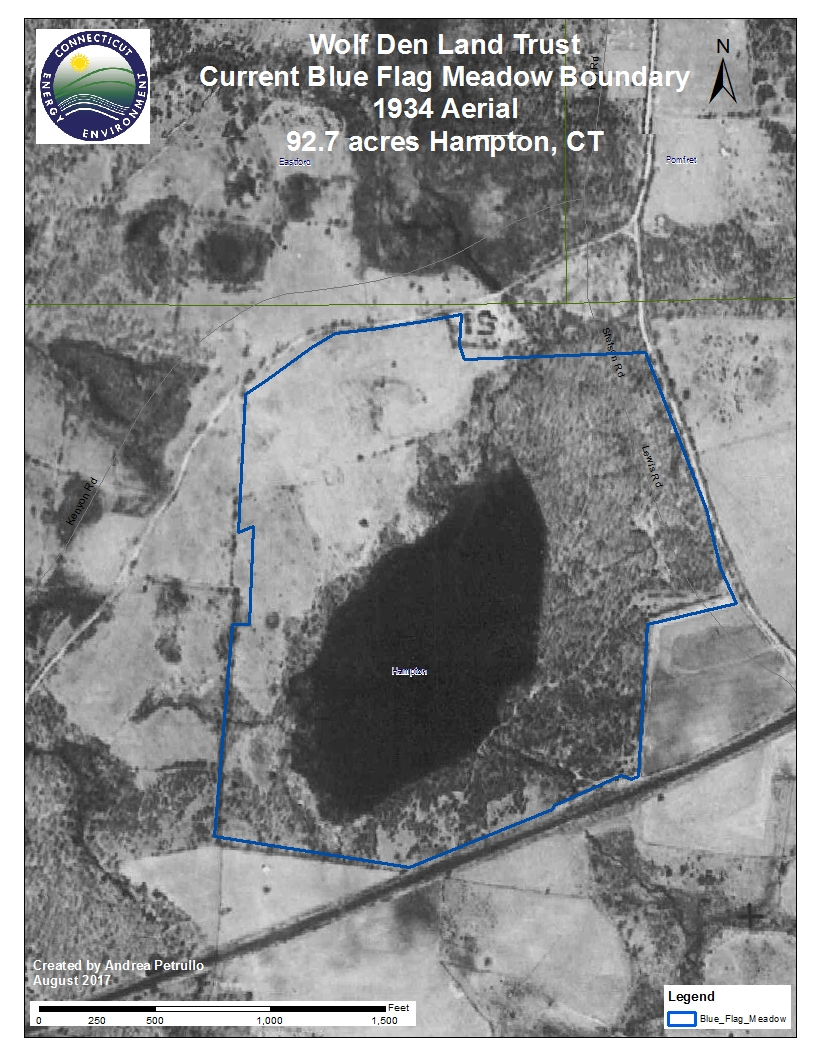 CONNECTICUT
ENERGY
ENVIRONMENT
Wolf Den Land Trust
Current Blue Flag Meadow Boundary
1934 Aerial
92.7 acres Hampton, CT
N
Eastford
Pomfret
Rd
Stetson Rd
Lewis Rd
Kenyon Rd
Hampton
Created by Andrea Petrullo
August 2017
Feet
0 250 500 1,000 1,500
Legend
Blue_Flag_Meadow